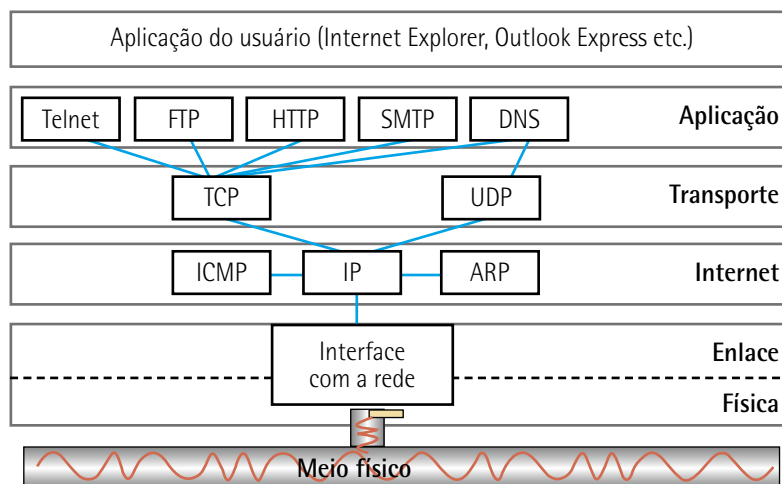 Aplicação do usuário (Internet Explorer, Outlook Express etc.)
Telnet FTP HTTP SMTP DNS Aplicação
TCP UDP Transporte
ICMP IP ARP Internet
Interface
com a rede
Enlace
Física
Meio físico